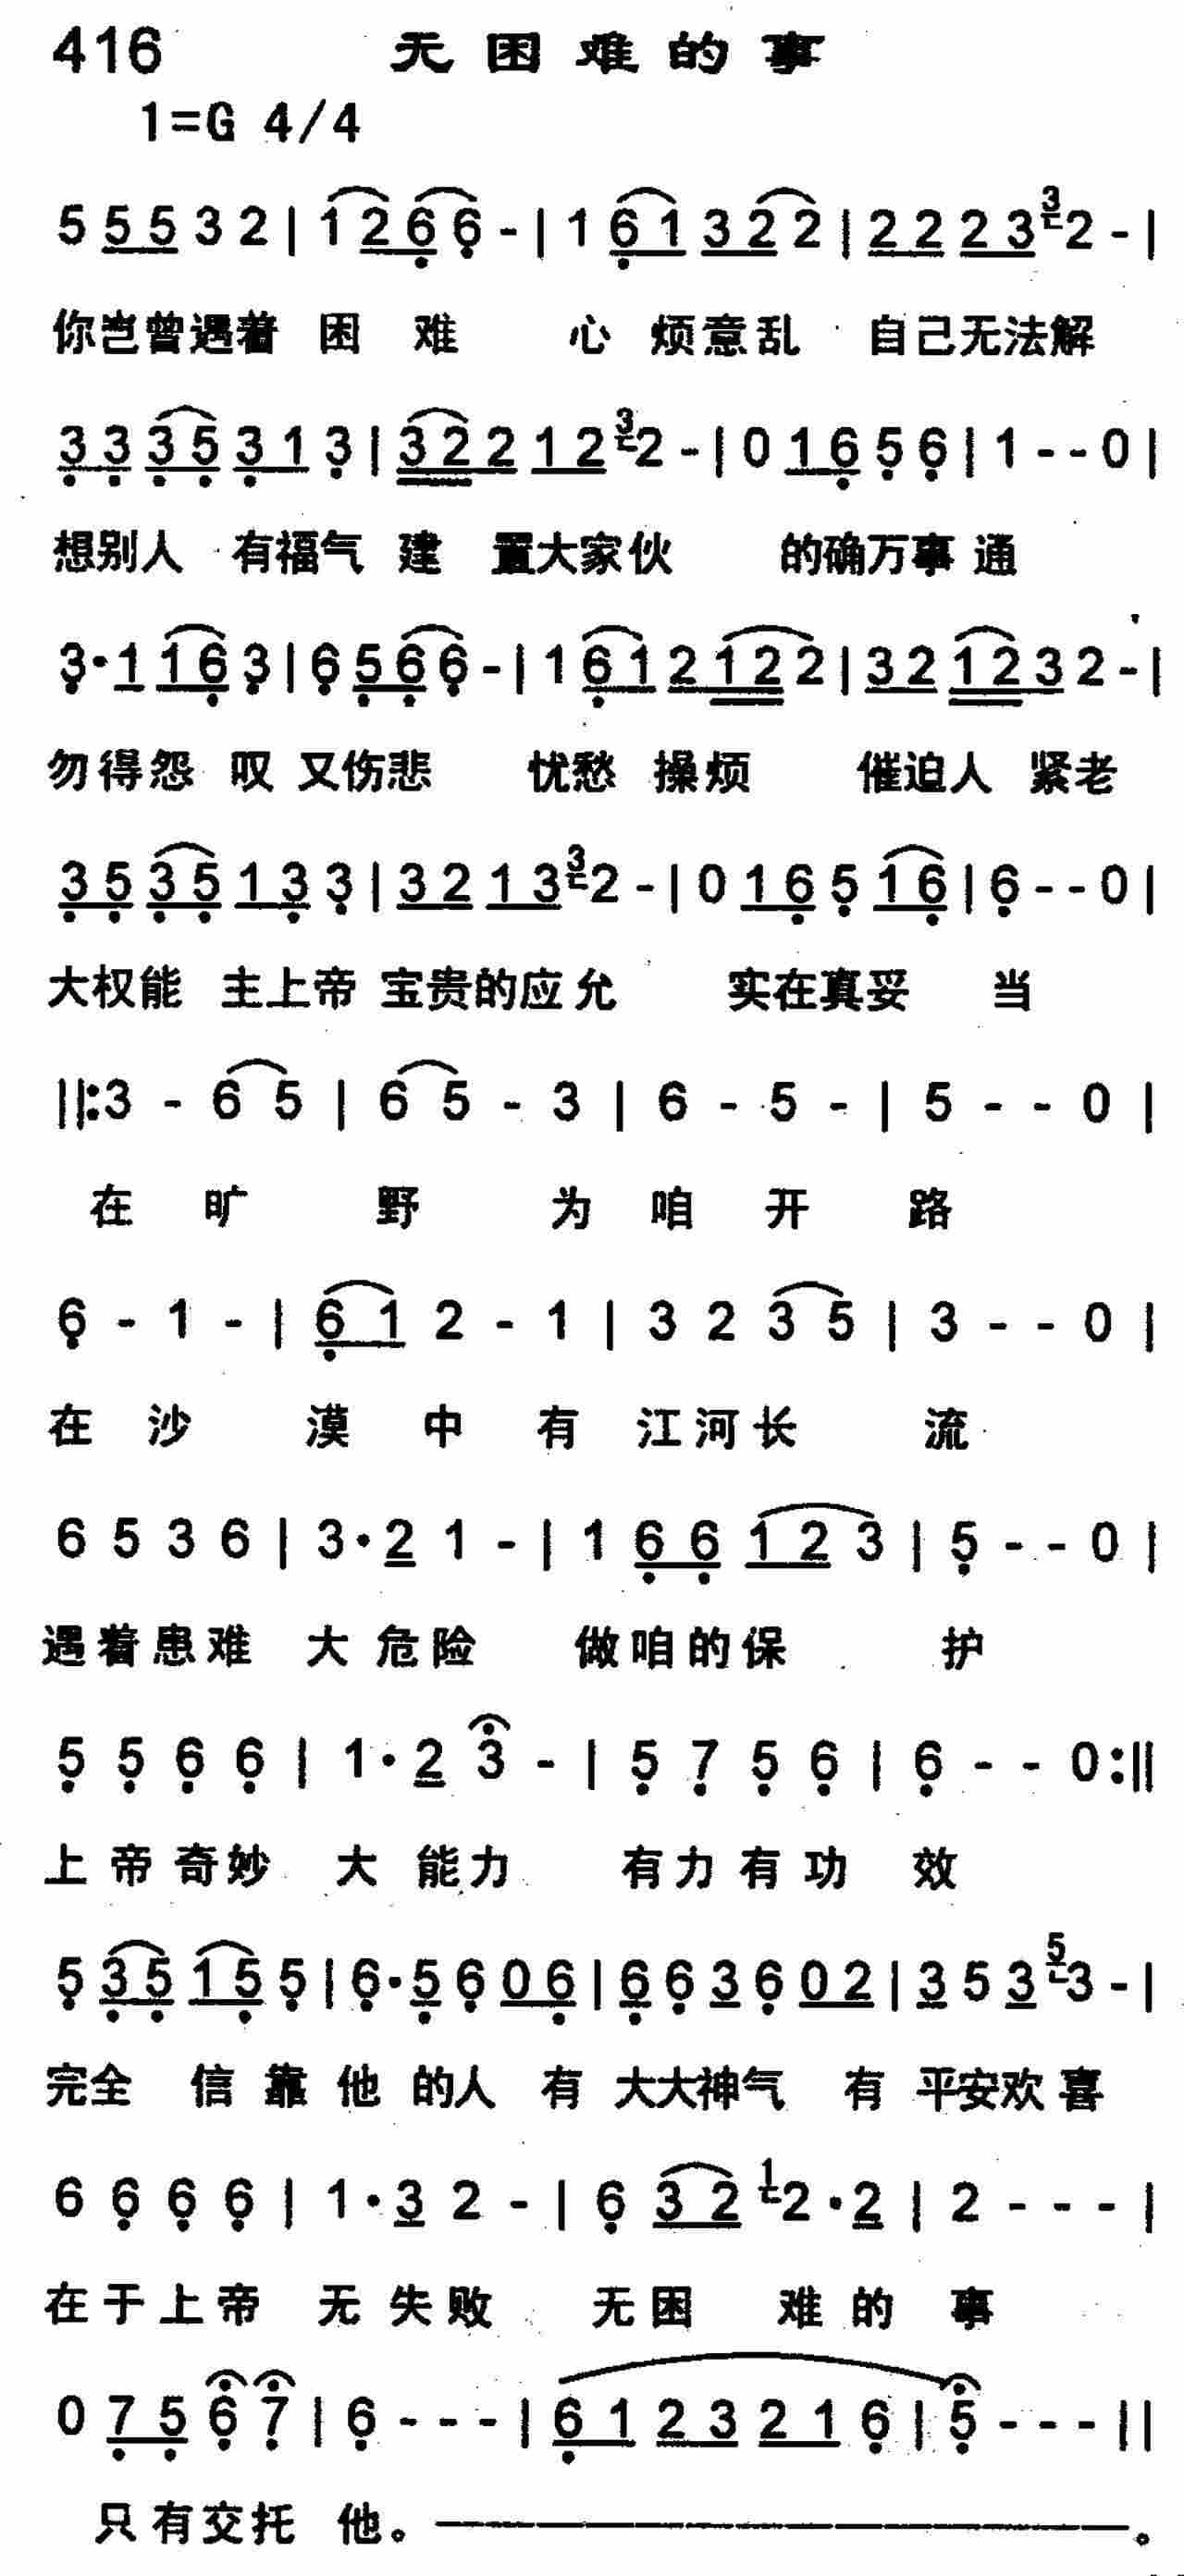 416 无困难的事
1=G 4/4
5 5 5 3 2 | 1 2 6 6 - | 1 6 1 3 2 2 | 2 2 2 3 3 2 - |
你岂曾遇着 困 难 心 烦意乱 自己无法解
3 3 3 5 3 1 3 | 3 2 2 1 2 3 2 - | 0 1 6 5 6 | 1 - - 0 |
想别人 有福气 建 置大家伙 的确万事 通
3 · 1 1 6 3 | 6 5 6 6 - | 1 6 1 2 1 2 2 2 | 3 2 1 2 3 2 - |
勿得怨 叹 又伤悲 忧愁 操烦 催迫人 紧老
3 5 3 5 1 3 3 | 3 2 1 3 3 2 - | 0 1 6 5 1 6 | 6 - - 0 |
大权能 主上帝 宝贵的应允 实在真妥 当
||: 3 - 6 5 | 6 5 - 3 | 6 - 5 - | 5 - - 0 |
在 旷 野 为 咱 开 路
6 - 1 - | 6 1 2 - 1 | 3 2 3 5 | 3 - - 0 |
在 沙 漠 中 有 江河长 流
6 5 3 6 | 3 · 2 1 - | 1 6 6 1 2 3 | 5 - - 0 |
遇着患难 大 危险 做咱的保 护
5 5 6 6 | 1 · 2 3 - | 5 7 5 6 | 6 - - 0 :||
上帝奇妙 大 能力 有力有功 效
5 3 5 1 5 5 | 6 · 5 6 0 6 | 6 6 3 6 0 2 | 3 5 3 5 3 - |
完全 信 靠 他 的人 有 大大神气 有 平安欢喜
6 6 6 6 | 1 · 3 2 - | 6 3 2 1 2 · 2 | 2 - - - |
在于上帝 无 失败 无困 难的 事
0 7 5 6 7 | 6 - - - | 6 1 2 3 2 1 6 | 5 - - - ||
只有交托 他。———————————。